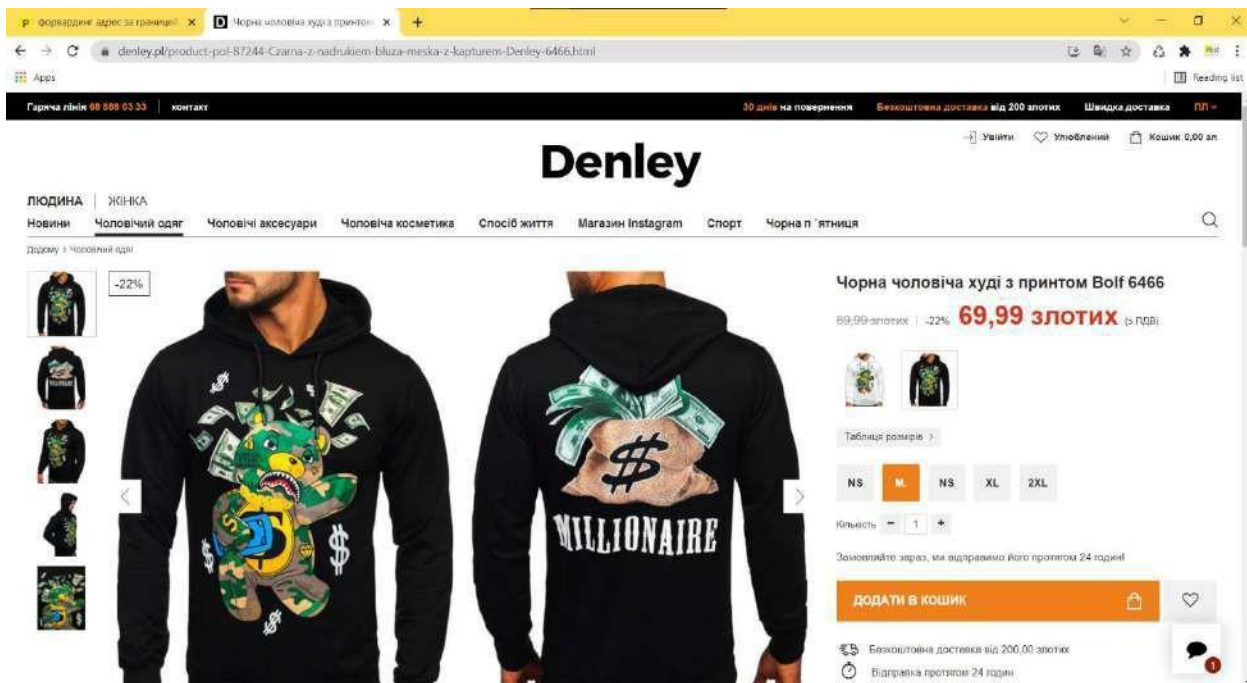 форвардинг адрес за границей
Чорна чоловіча худі з принтом
denley.pl/product-pol-87244-Czarna-z-nadrukiem-bluza-meska-z-kapturem-Denley-6466.html
Apps
Reading list
Гаряча лінія 68 888 03 33 | контакт
30 днів на повернення Безкоштовна доставка від 200 злотих Швидка доставка ПЛ
Увійти Улюблений Кошик 0,00 зл.
Denley
ЛЮДИНА | ЖІНКА
Новини Чоловічий одяг Чоловічі аксесуари Чоловіча косметика Спосіб життя Магазин Instagram Спорт Чорна п`ятниця
Додому > Чоловічий одяг
-22%
MILLIONAIRE
Чорна чоловіча худі з принтом Bolf 6466
89,99 злотих | -22% 69,99 злотих (з ПДВ)
Таблиця розмірів >
NS M. NS XL 2XL
Кількість - 1 +
Замовляйте зараз, ми відправимо його протягом 24 годин!
ДОДАТИ В КОШИК
Безкоштовна доставка від 200,00 злотих
Відправка протягом 24 годин
1